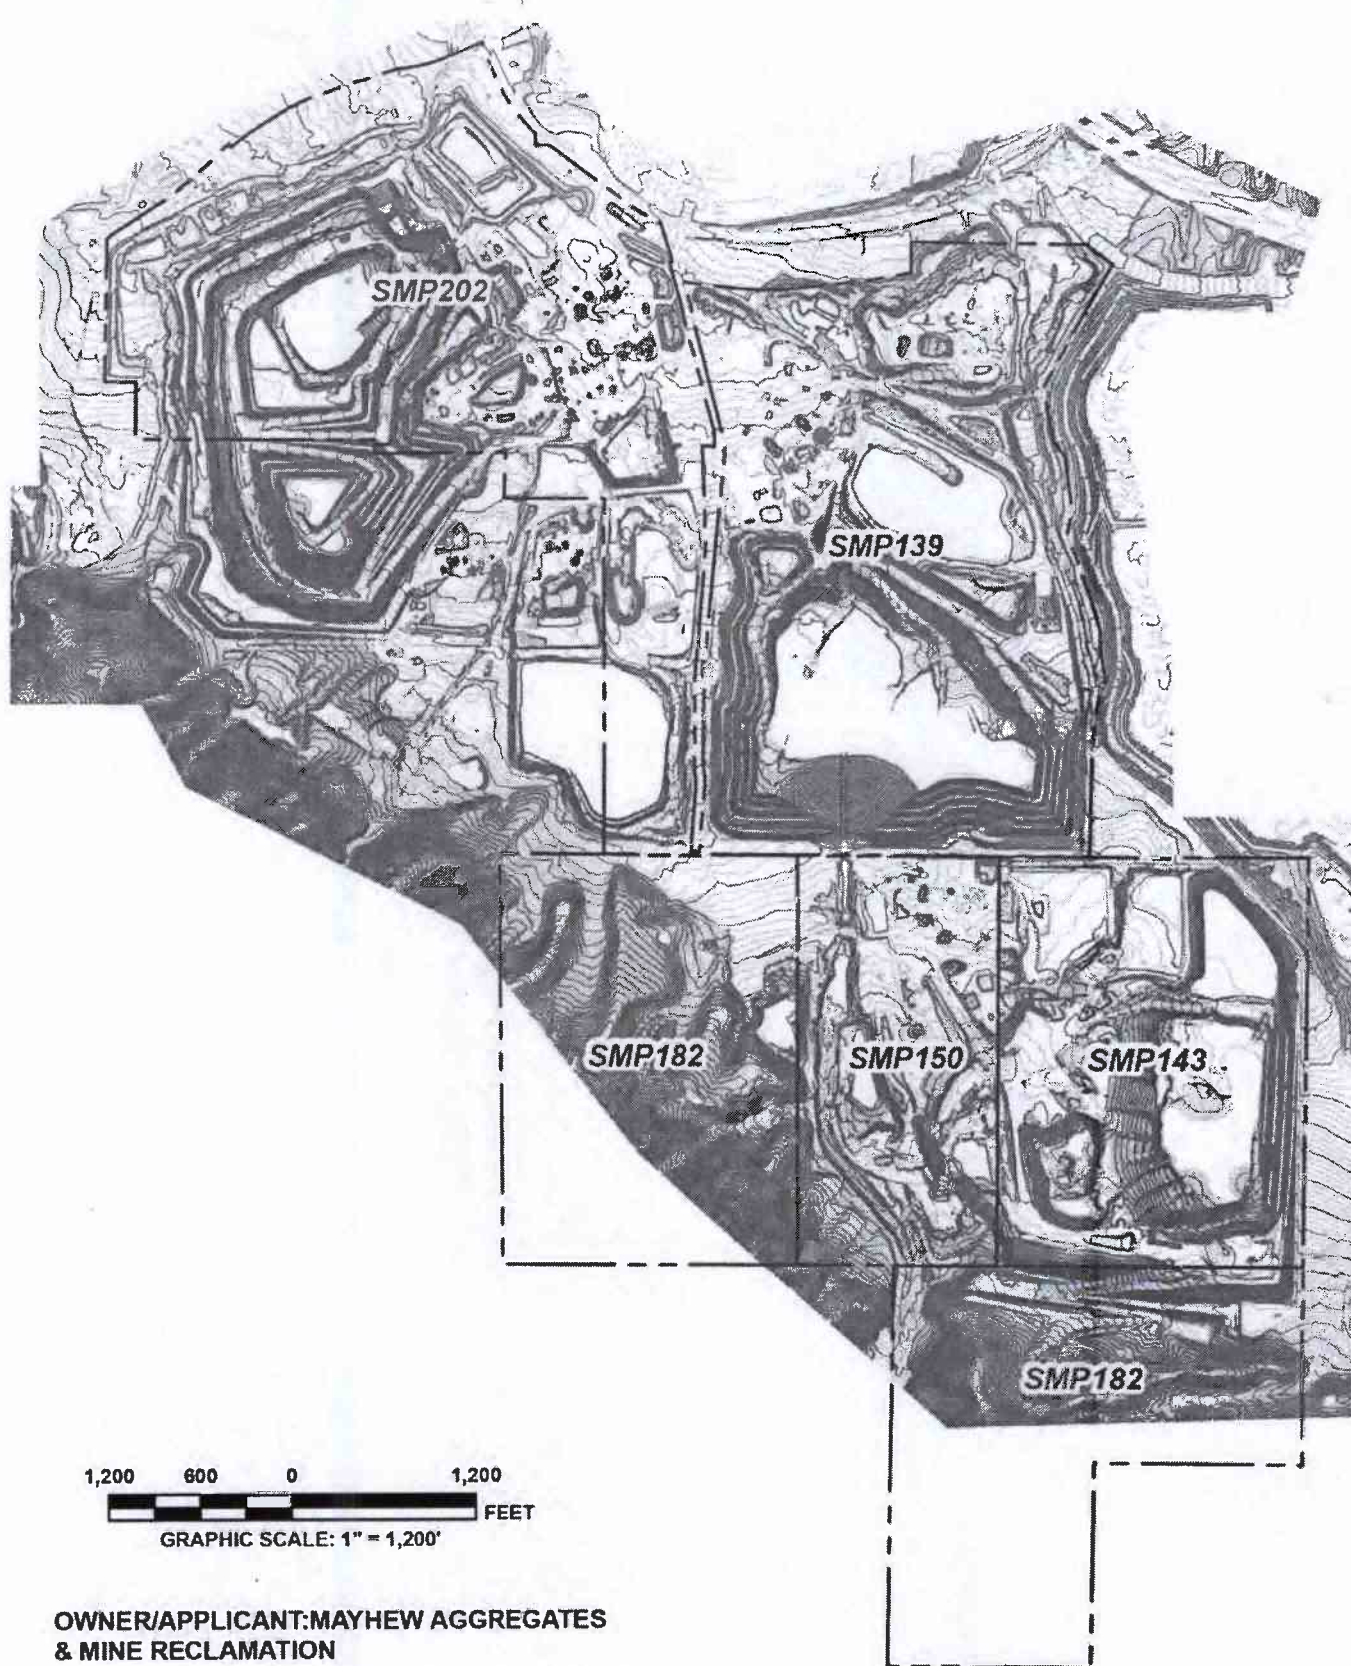 SMP202
SMP139
SMP182
SMP150
SMP143
SMP182
1,200 600 0 1,200
FEET
GRAPHIC SCALE: 1" = 1,200'
OWNER/APPLICANT:MAYHEW AGGREGATES
& MINE RECLAMATION